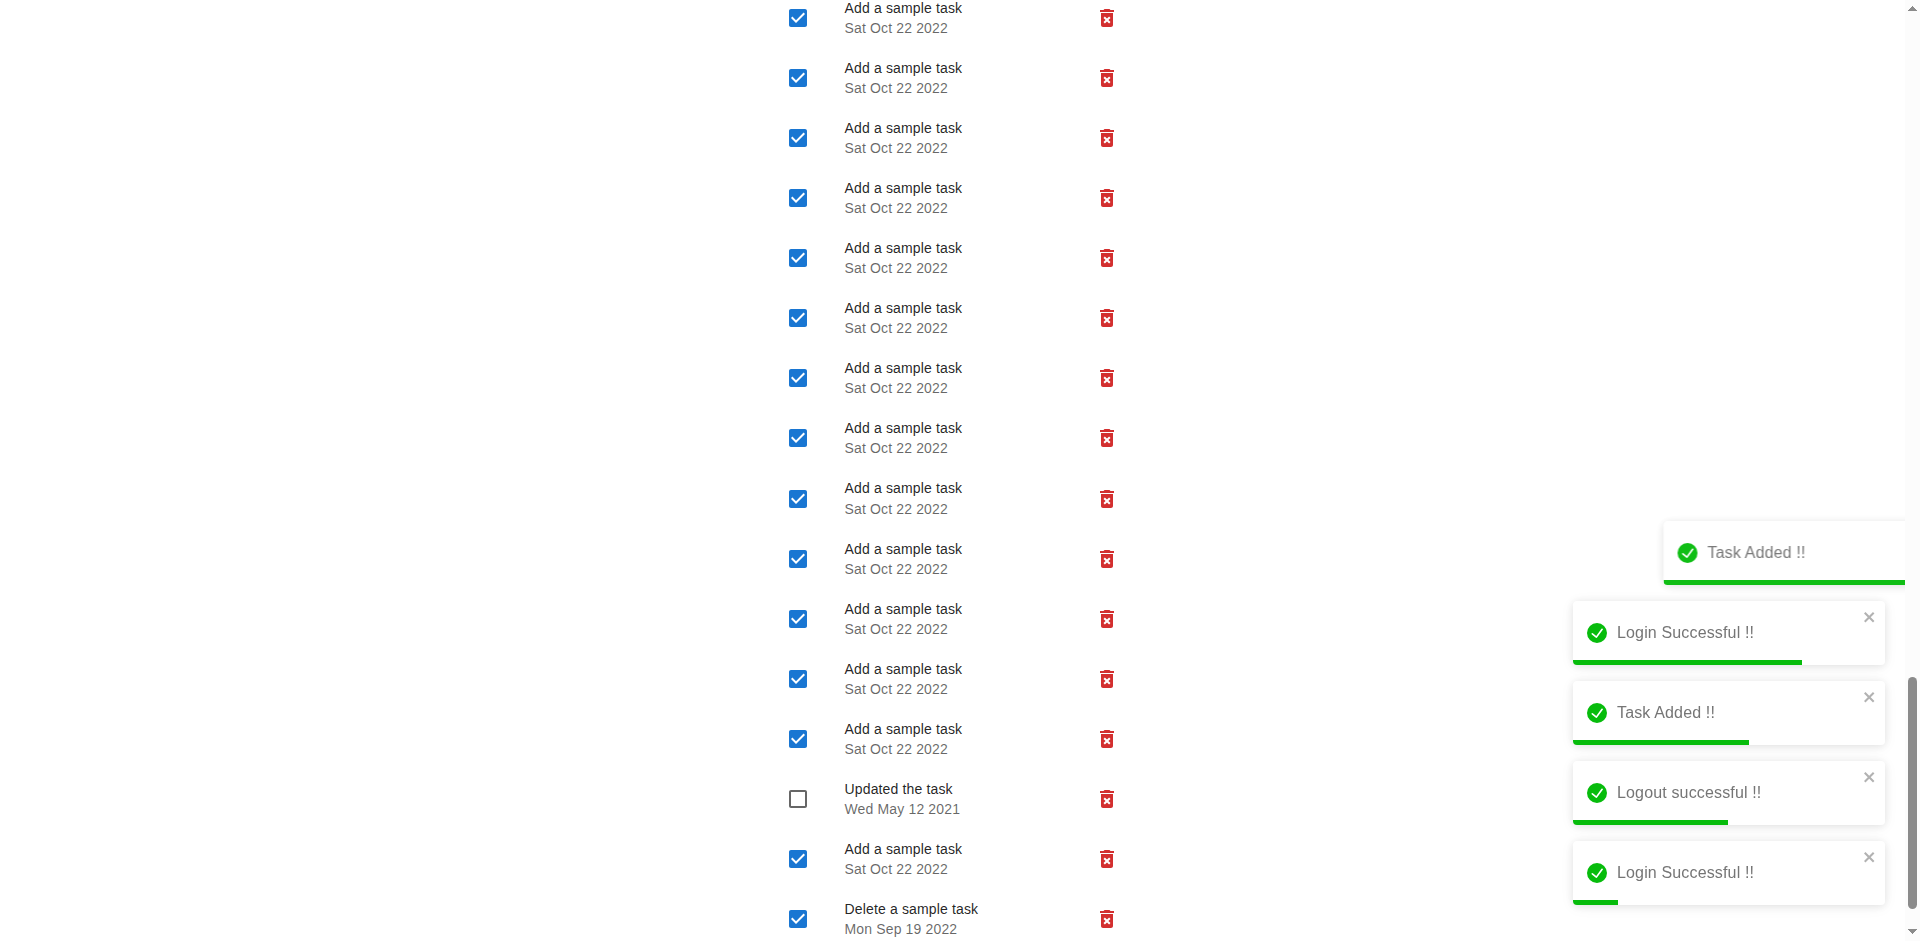 Add a sample task
Sat Oct 22 2022
Add a sample task
Sat Oct 22 2022
Add a sample task
Sat Oct 22 2022
Add a sample task
Sat Oct 22 2022
Add a sample task
Sat Oct 22 2022
Add a sample task
Sat Oct 22 2022
Add a sample task
Sat Oct 22 2022
Add a sample task
Sat Oct 22 2022
Add a sample task
Sat Oct 22 2022
Add a sample task
Sat Oct 22 2022
Add a sample task
Sat Oct 22 2022
Add a sample task
Sat Oct 22 2022
Add a sample task
Sat Oct 22 2022
Updated the task
Wed May 12 2021
Add a sample task
Sat Oct 22 2022
Delete a sample task
Mon Sep 19 2022
Task Added !!
Login Successful !!
Task Added !!
Logout successful !!
Login Successful !!